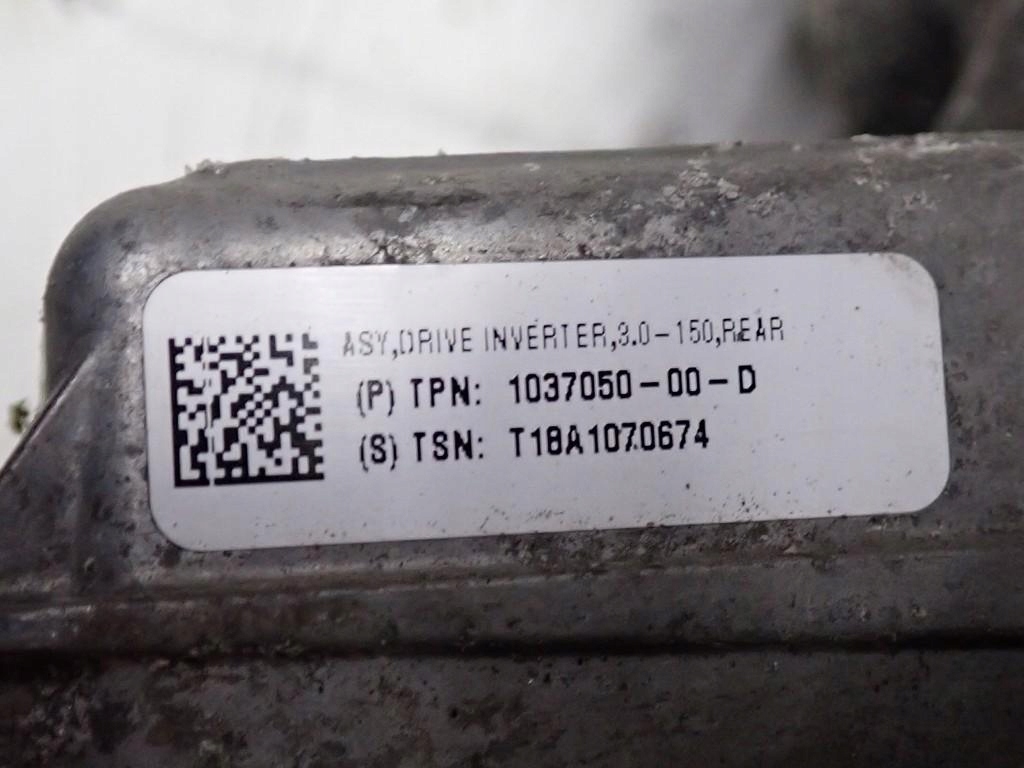 ASY,DRIVE INVERTER,3.0-150,REAR
(P) TPN: 1037050-00-D
(S) TSN: T18A1070674